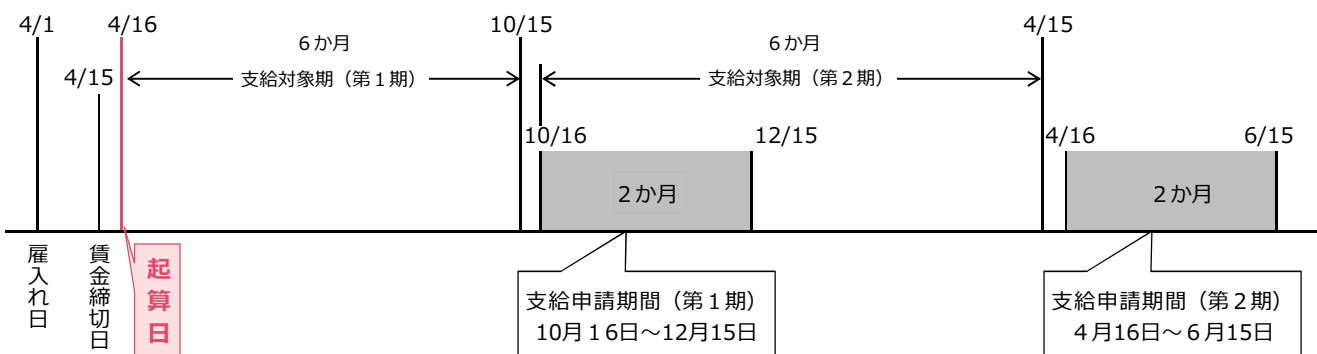 4/1
4/16
10/15
4/15
6か月
6か月
4/15
支給対象期（第1期）
支給対象期（第2期）
10/16
12/15
4/16
6/15
2か月
2か月
雇入れ日
賃金締切日
起算日
支給申請期間（第1期）
10月16日～12月15日
支給申請期間（第2期）
4月16日～6月15日